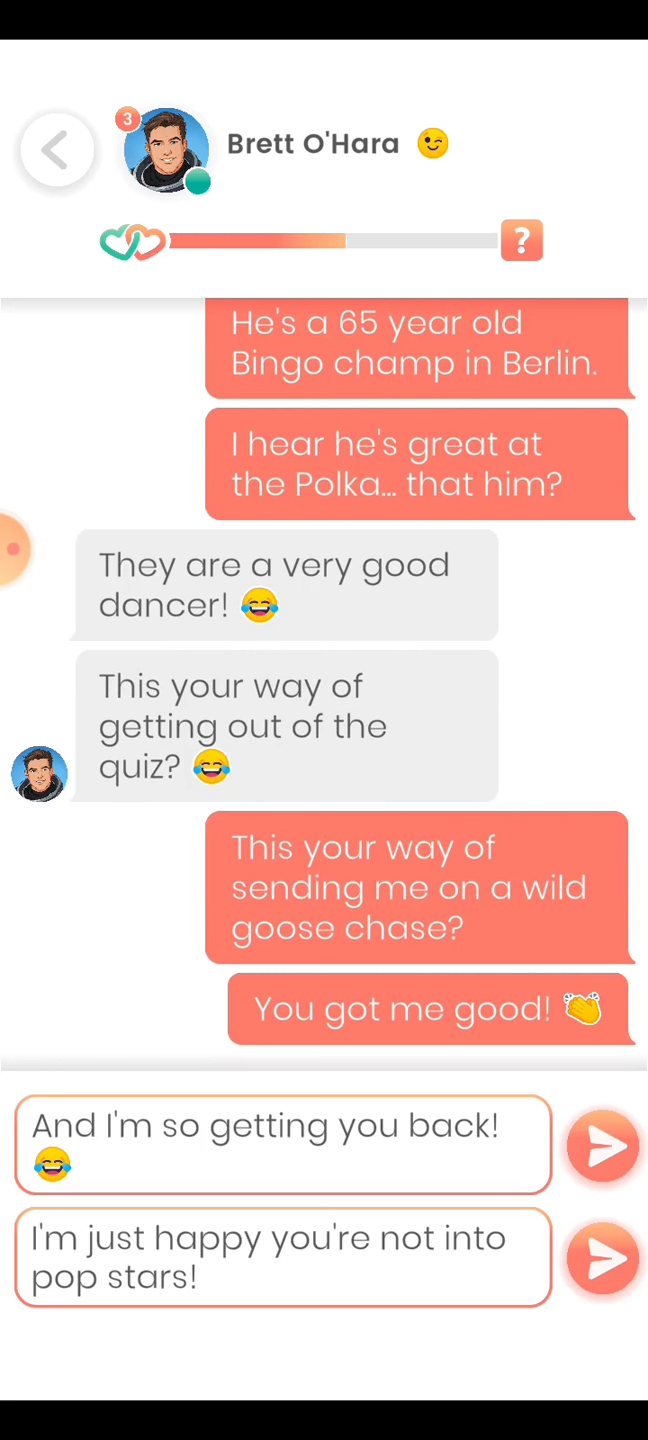 3
Brett O'Hara 😉
?
He's a 65 year old
Bingo champ in Berlin.
I hear he's great at
the Polka... that him?
They are a very good
dancer! 😂
This your way of
getting out of the
quiz? 😂
This your way of
sending me on a wild
goose chase?
You got me good! 👏
And I'm so getting you back!
😂
I'm just happy you're not into
pop stars!